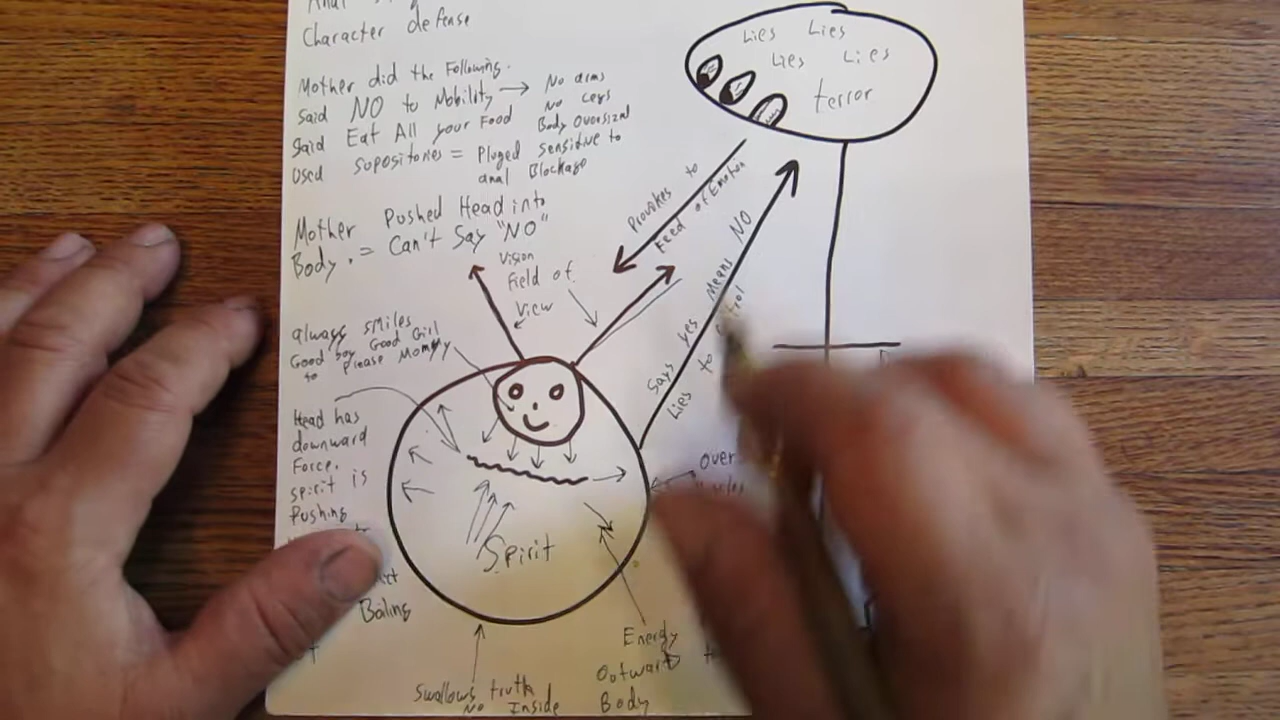 Character defense
Mother did the Following.
Said NO to Mobility → No arms
No legs
Said Eat All your Food Body Oversized
Used supositories = Pluged sensitive to
anal Blockage
Mother Pushed Head into
Body. = Can't Say "NO"
Vision
Field of
View
always smiles
Good boy Good Girl
to Please Mommy
Head has
downward
Force.
spirit is
Pushing
Boiling
Spirit
Swallows truth
No Inside
Energy
Outward
Body
Over
Says yes Means NO
Lies to
Provokes to
Feed of Emotion
Lies Lies
Lies Lies
terror